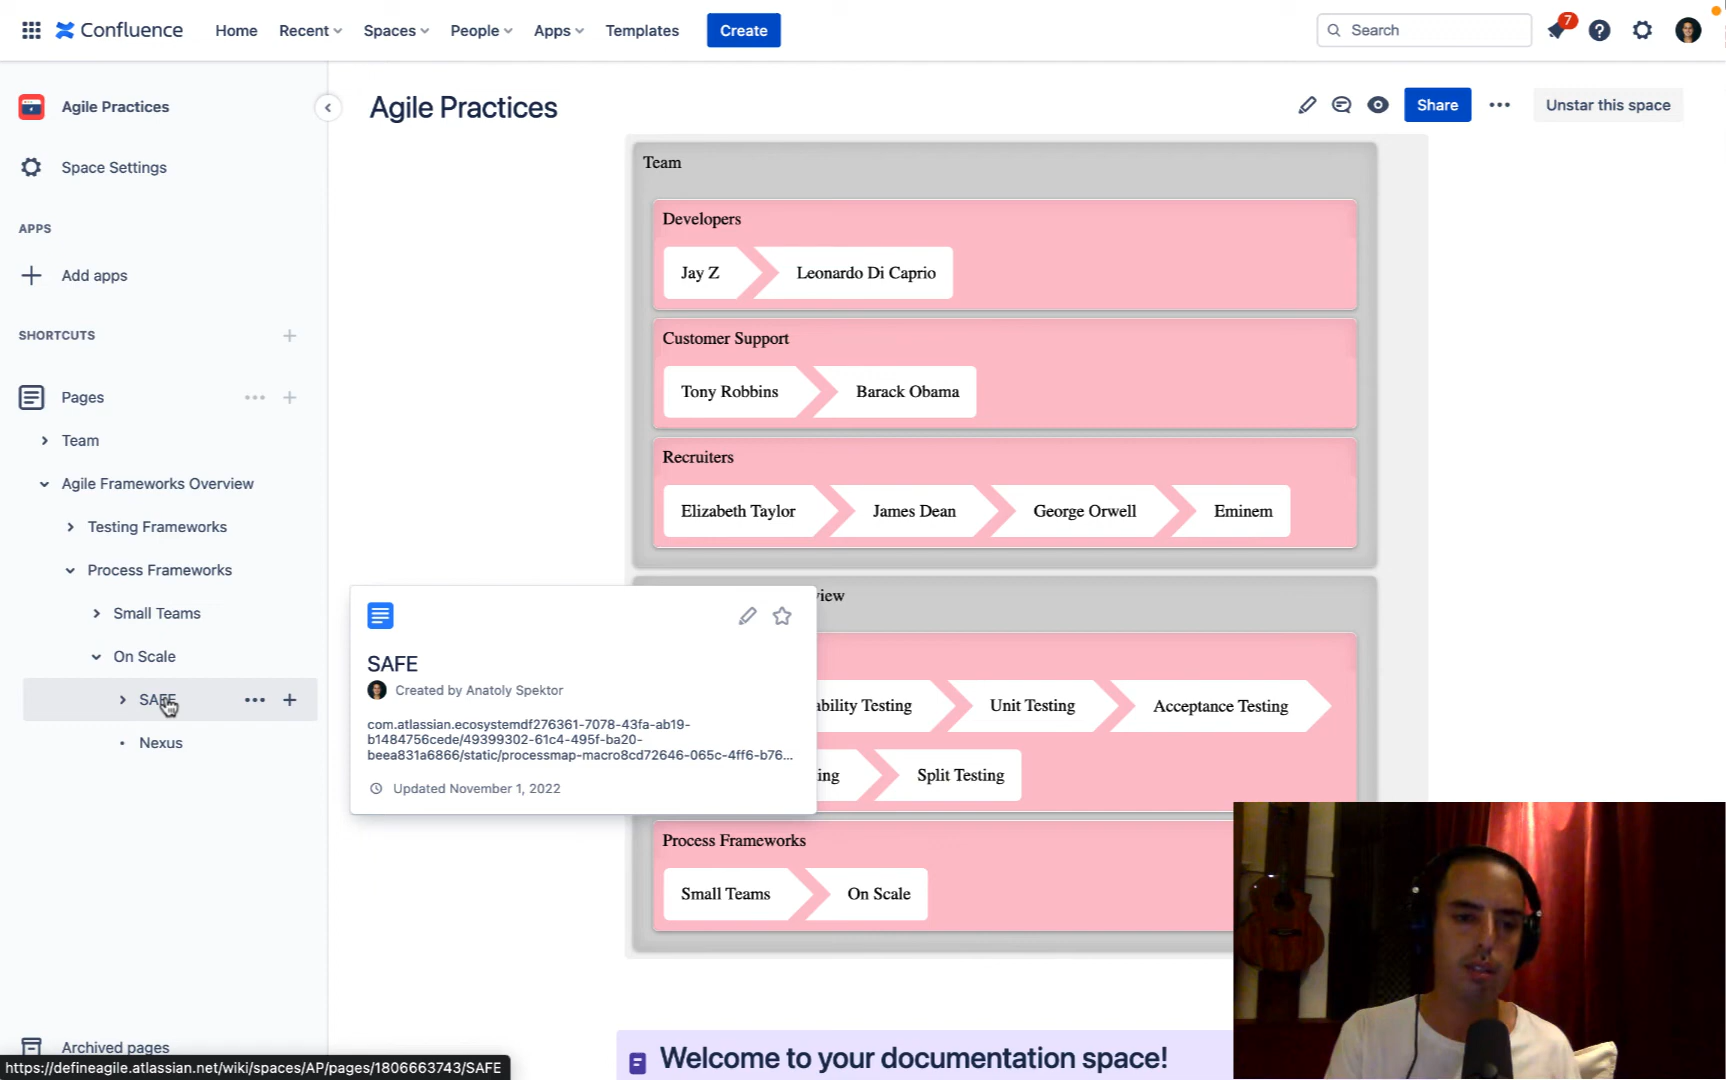 Confluence
Home
Recent
Spaces
People
Apps
Templates
Create
Search
7
Agile Practices
Space Settings
APPS
Add apps
SHORTCUTS
Pages
Team
Agile Frameworks Overview
Testing Frameworks
Process Frameworks
Small Teams
On Scale
SAFE
Nexus
Archived pages
https://defineagile.atlassian.net/wiki/spaces/AP/pages/1806663743/SAFE
Agile Practices
Share
Unstar this space
Team
Developers
Jay Z
Leonardo Di Caprio
Customer Support
Tony Robbins
Barack Obama
Recruiters
Elizabeth Taylor
James Dean
George Orwell
Eminem
SAFE
Created by Anatoly Spektor
com.atlassian.ecosystemdf276361-7078-43fa-ab19-
b1484756cede/49399302-61c4-495f-ba20-
beea831a6866/static/processmap-macro8cd72646-065c-4ff6-b76...
Updated November 1, 2022
view
ability Testing
Unit Testing
Acceptance Testing
ing
Split Testing
Process Frameworks
Small Teams
On Scale
Welcome to your documentation space!